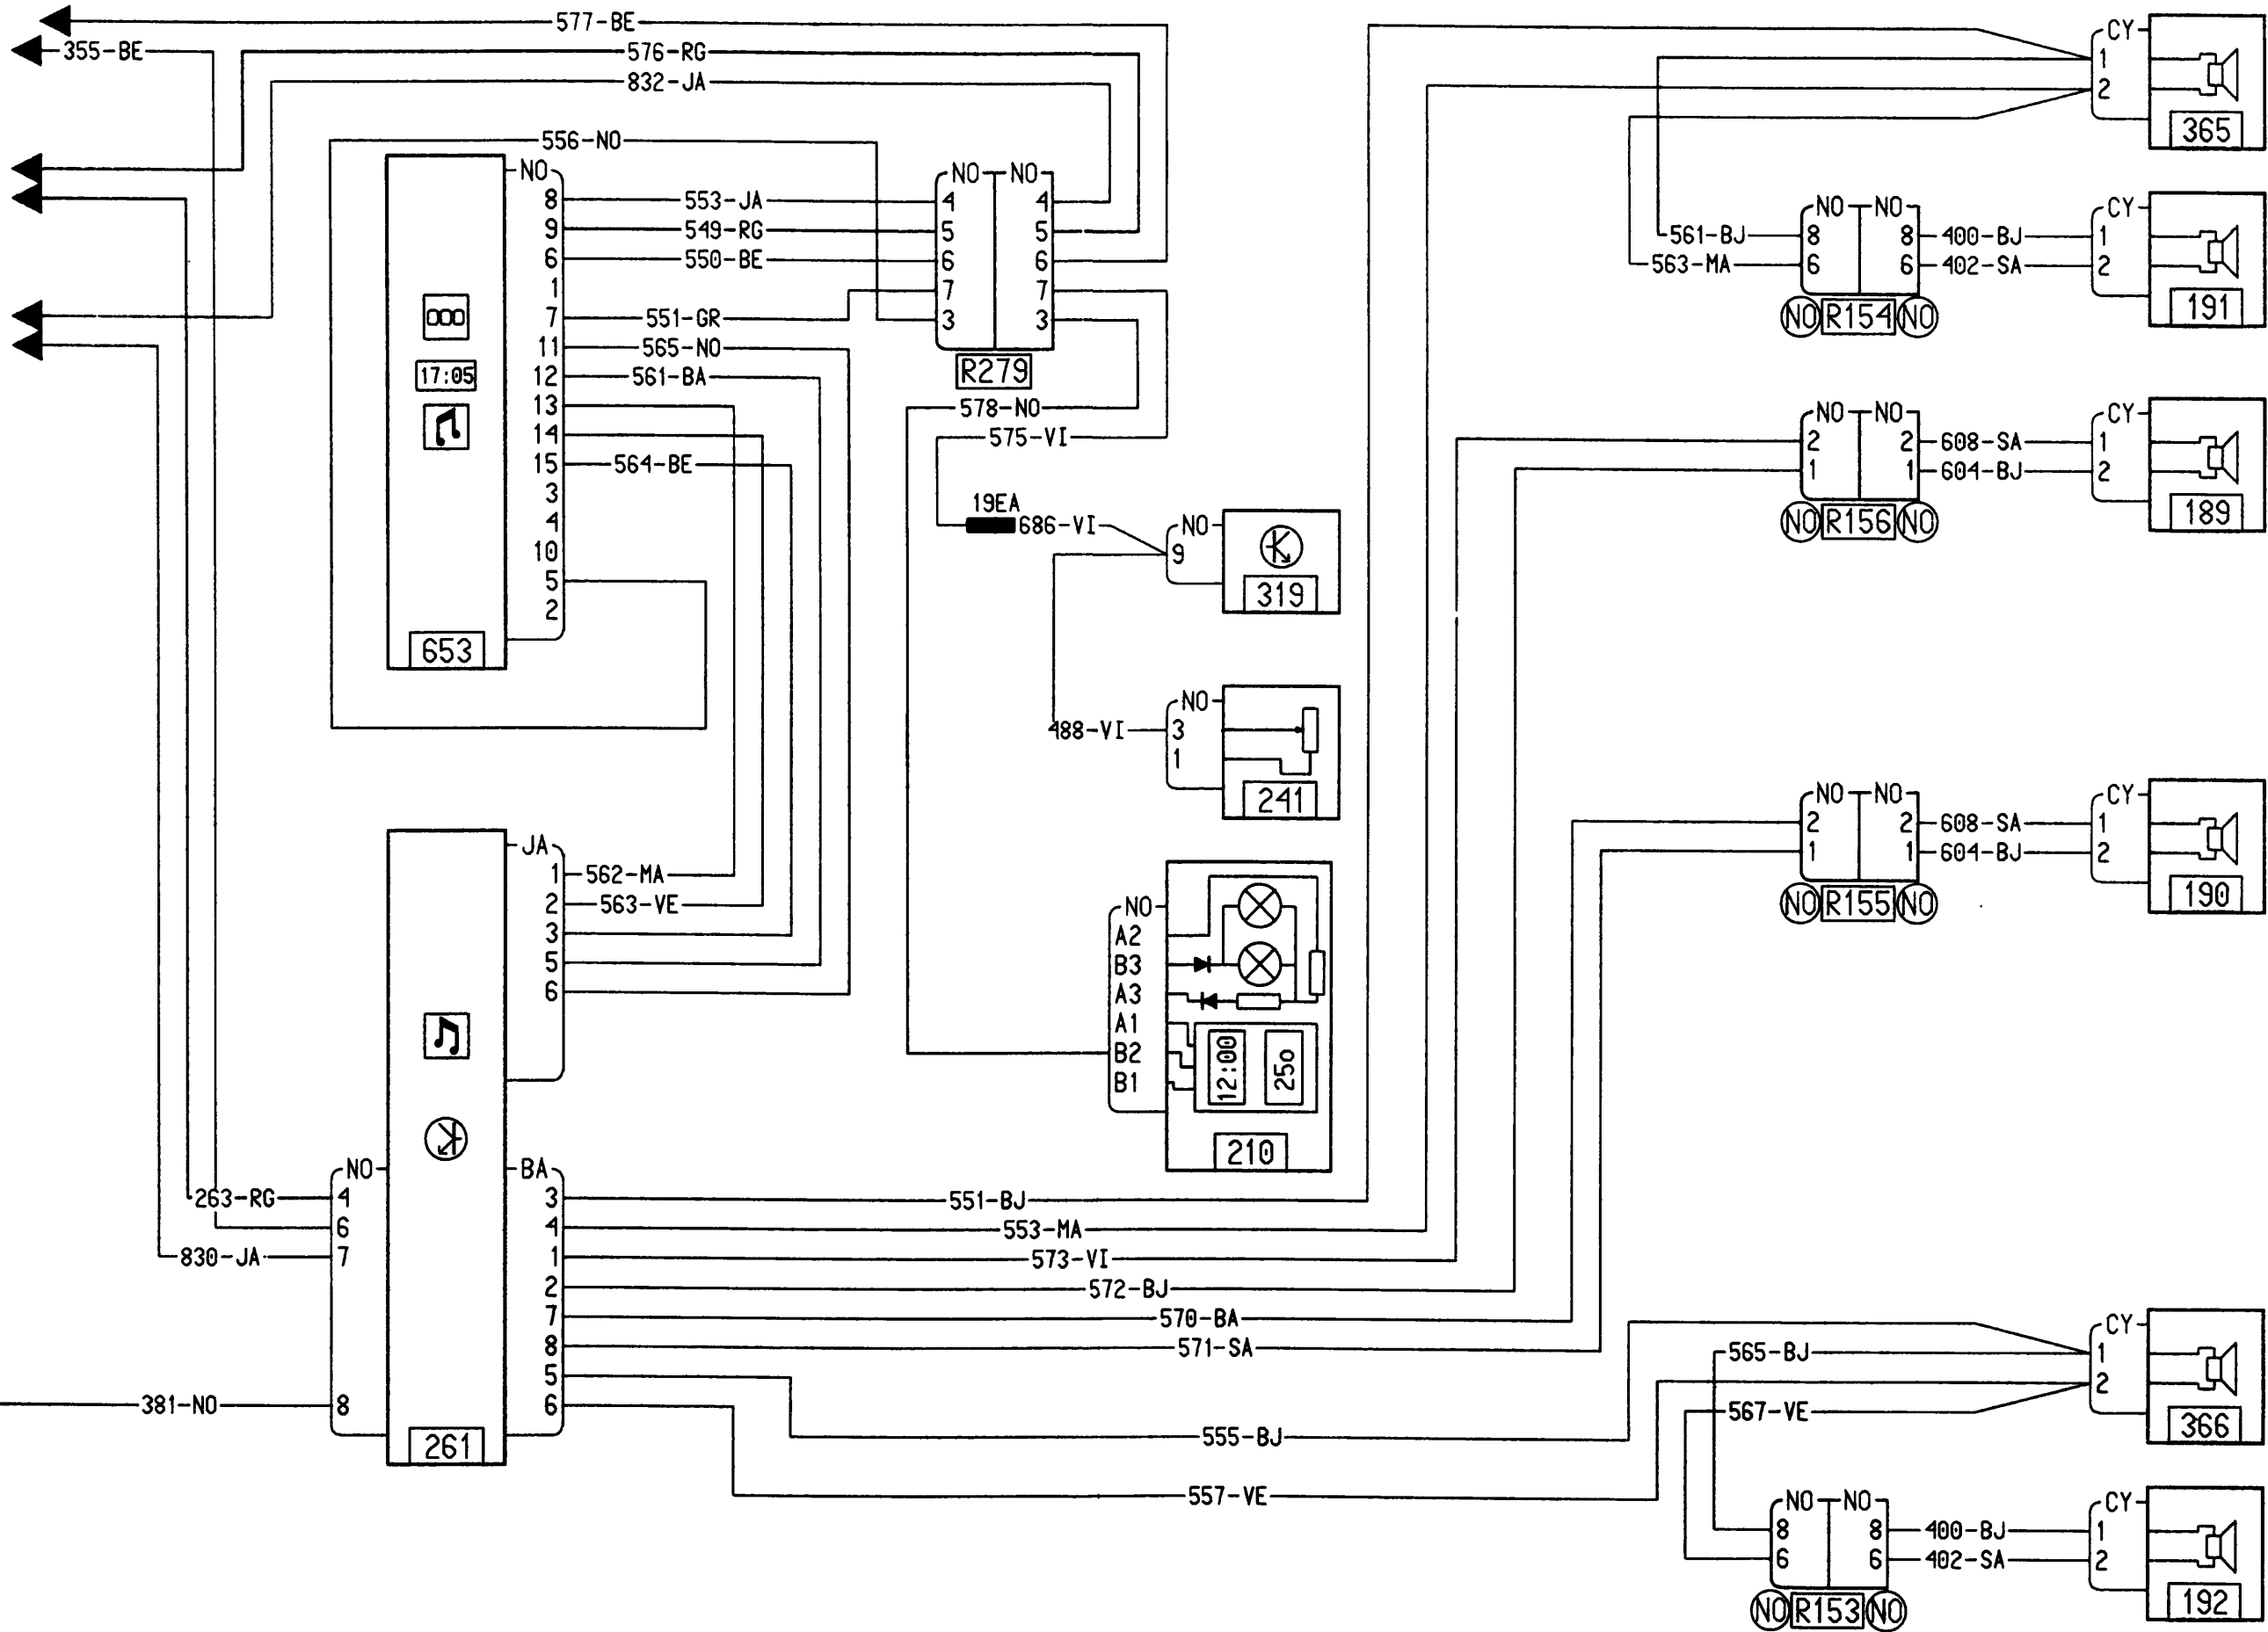 577-BE
355-BE
576-RG
832-JA
556-NO
NO
8 553-JA
9 549-RG
6 550-BE
1
7 551-GR
11 565-NO
12 561-BA
13
14
15 564-BE
3
4
10
5
2
000
17:05
653
NO NO
4 4
5 5
6 6
7 7
3 3
R279
578-NO
575-VI
19EA
686-VI
NO
9
319
488-VI
NO
3
1
241
NO
A2
B3
A3
A1
B2
B1
12:00
25o
210
JA
1 562-MA
2 563-VE
3
5
6
NO
263-RG 4
6
830-JA 7
381-NO 8
261
BA
3 551-BJ
4 553-MA
1 573-VI
2 572-BJ
7 570-BA
8 571-SA
5
6
555-BJ
557-VE
CY
1
2
365
NO NO
561-BJ 8 8 400-BJ
563-MA 6 6 402-SA
NO R154 NO
CY
1
2
191
NO NO
2 2 608-SA
1 1 604-BJ
NO R156 NO
CY
1
2
189
NO NO
2 2 608-SA
1 1 604-BJ
NO R155 NO
CY
1
2
190
565-BJ
567-VE
CY
1
2
366
NO NO
8 8 400-BJ
6 6 402-SA
NO R153 NO
CY
1
2
192